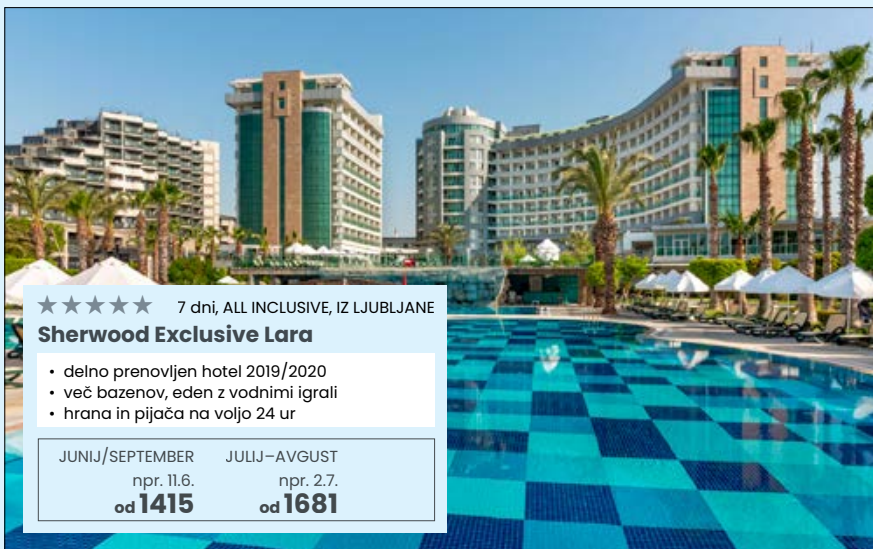 7 dni, ALL INCLUSIVE, IZ LJUBLJANE
Sherwood Exclusive Lara
• delno prenovljen hotel 2019/2020
• več bazenov, eden z vodnimi igrali
• hrana in pijača na voljo 24 ur
JUNIJ/SEPTEMBER JULIJ–AVGUST
npr. 11.6. npr. 2.7.
od 1415 od 1681